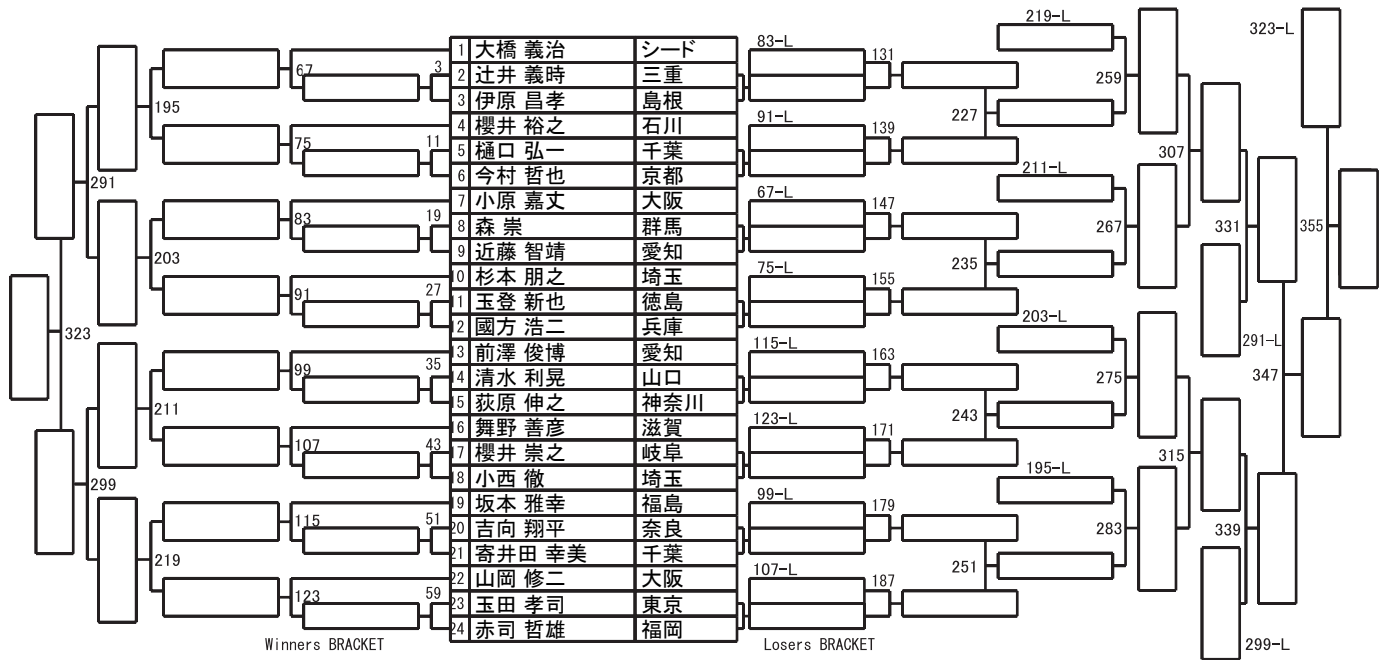 219-L
323-L
83-L
131
259
227
91-L
139
307
211-L
67-L
147
267
331
355
235
75-L
155
203-L
291-L
115-L
163
275
347
243
123-L
171
315
195-L
99-L
179
283
339
251
107-L
187
299-L
67
3
195
75
11
291
83
19
203
91
27
323
99
35
211
107
43
299
115
51
219
123
59
1 大橋 義治 シード
2 辻井 義時 三重
3 伊原 昌孝 島根
4 櫻井 裕之 石川
5 樋口 弘一 千葉
6 今村 哲也 京都
7 小原 嘉丈 大阪
8 森 崇 群馬
9 近藤 智靖 愛知
10 杉本 朋之 埼玉
11 玉登 新也 徳島
12 國方 浩二 兵庫
13 前澤 俊博 愛知
14 清水 利晃 山口
15 荻原 伸之 神奈川
16 舞野 善彦 滋賀
17 櫻井 崇之 岐阜
18 小西 徹 埼玉
19 坂本 雅幸 福島
20 吉向 翔平 奈良
21 寄井田 幸美 千葉
22 山岡 修二 大阪
23 玉田 孝司 東京
24 赤司 哲雄 福岡
Winners BRACKET
Losers BRACKET